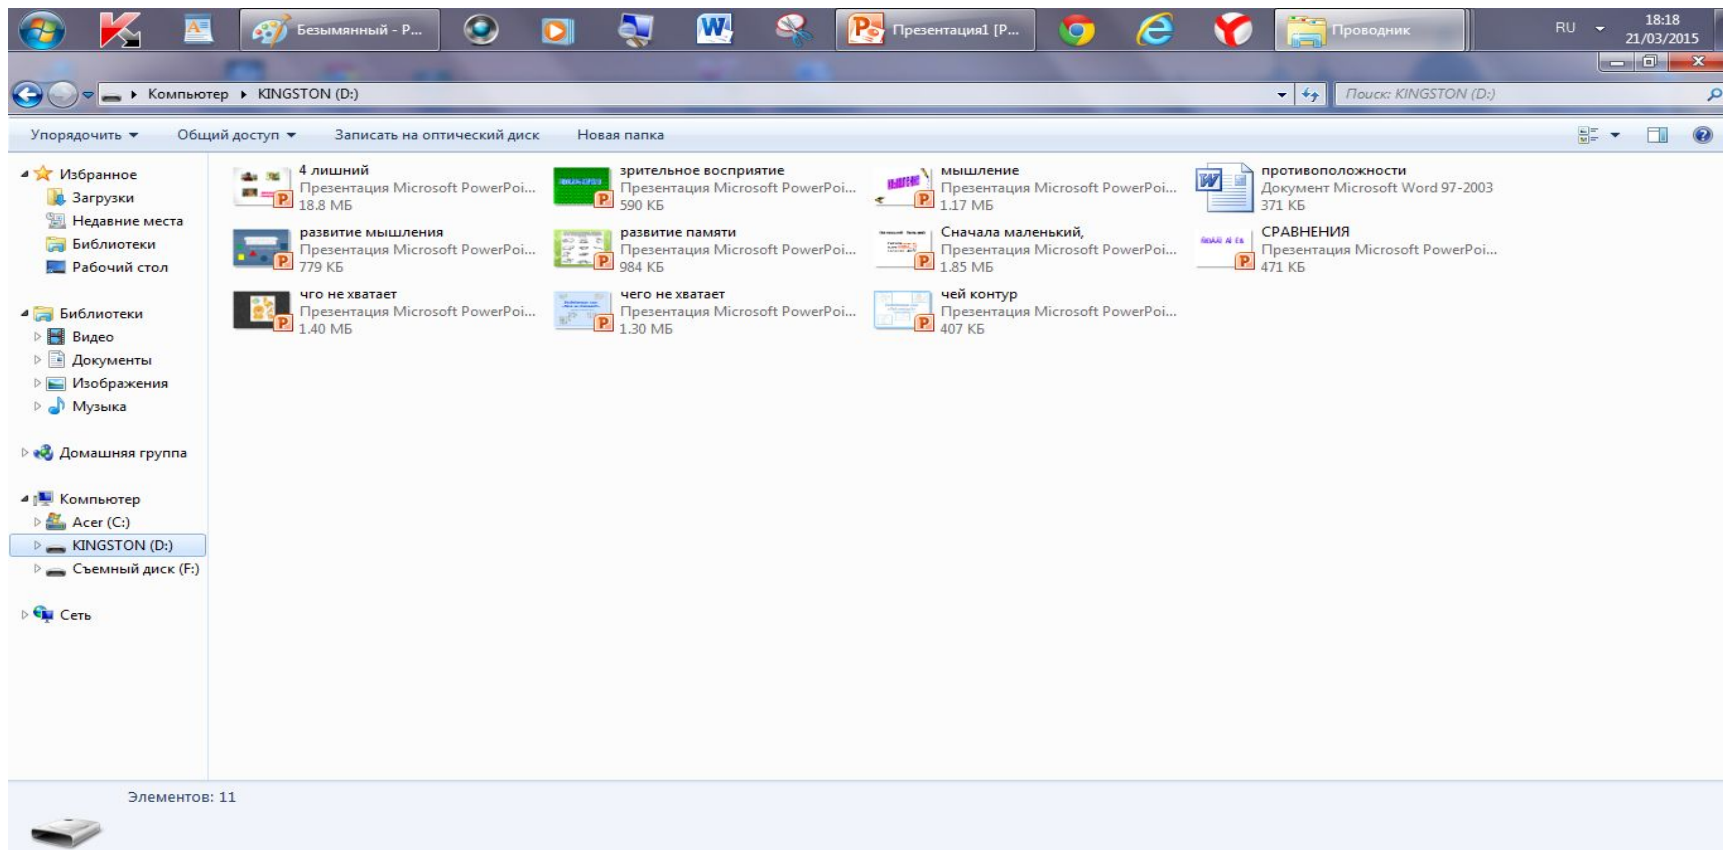 Безымянный - P...
Презентация1 [P...
Проводник
RU
18:18
21/03/2015
Компьютер
KINGSTON (D:)
Поиск: KINGSTON (D:)
Упорядочить
Общий доступ
Записать на оптический диск
Новая папка
Избранное
Загрузки
Недавние места
Библиотеки
Рабочий стол
Библиотеки
Видео
Документы
Изображения
Музыка
Домашняя группа
Компьютер
Acer (C:)
KINGSTON (D:)
Съемный диск (F:)
Сеть
4 лишний
Презентация Microsoft PowerPoi...
18.8 МБ
зрительное восприятие
Презентация Microsoft PowerPoi...
590 КБ
мышление
Презентация Microsoft PowerPoi...
1.17 МБ
противоположности
Документ Microsoft Word 97-2003
371 КБ
развитие мышления
Презентация Microsoft PowerPoi...
779 КБ
развитие памяти
Презентация Microsoft PowerPoi...
984 КБ
Сначала маленький,
Презентация Microsoft PowerPoi...
1.85 МБ
СРАВНЕНИЯ
Презентация Microsoft PowerPoi...
471 КБ
чго не хватает
Презентация Microsoft PowerPoi...
1.40 МБ
чего не хватает
Презентация Microsoft PowerPoi...
1.30 МБ
чей контур
Презентация Microsoft PowerPoi...
407 КБ
Элементов: 11